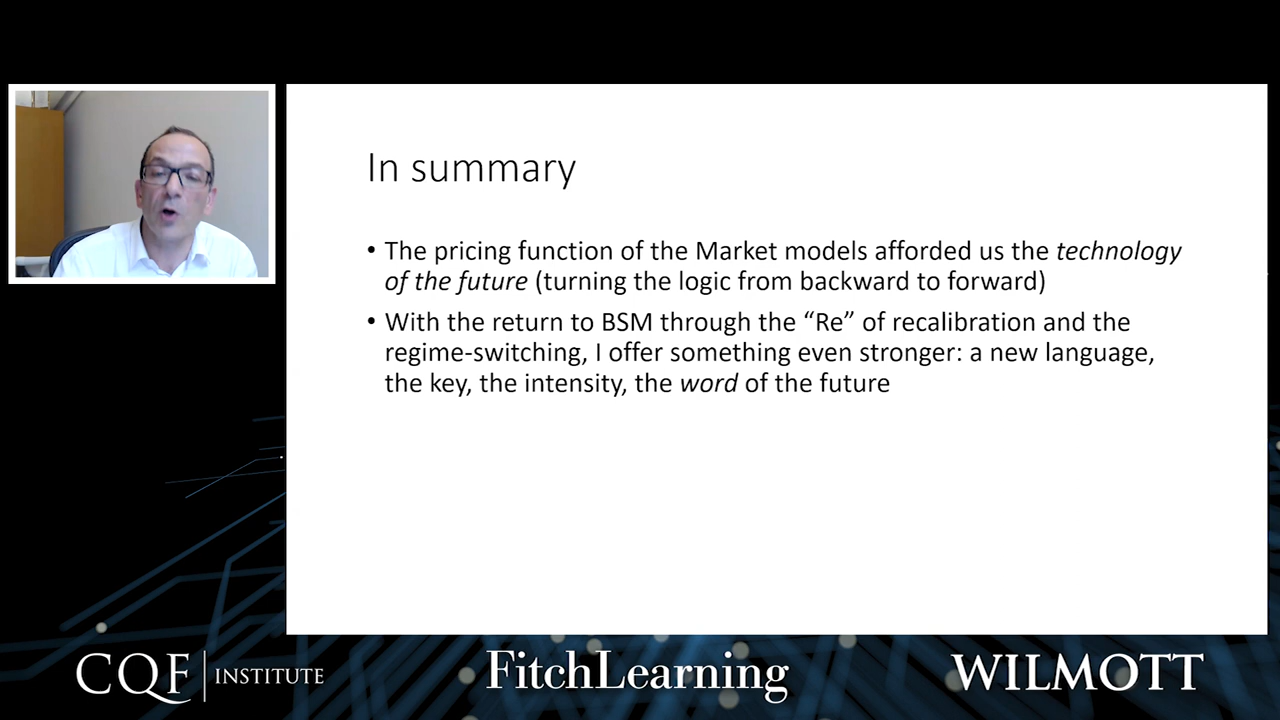 In summary
• The pricing function of the Market models afforded us the technology
of the future (turning the logic from backward to forward)
• With the return to BSM through the “Re” of recalibration and the
regime-switching, I offer something even stronger: a new language,
the key, the intensity, the word of the future
CQF INSTITUTE
FitchLearning
WILMOTT